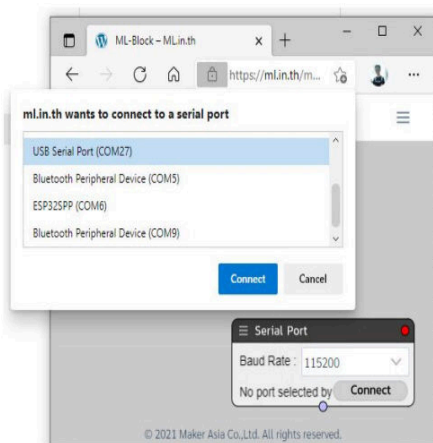 ML-Block – ML.in.th
https://ml.in.th/m...
ml.in.th wants to connect to a serial port
USB Serial Port (COM27)
Bluetooth Peripheral Device (COM5)
ESP32SPP (COM6)
Bluetooth Peripheral Device (COM9)
Connect Cancel
Serial Port
Baud Rate : 115200
No port selected by Connect
© 2021 Maker Asia Co.,Ltd. All rights reserved.